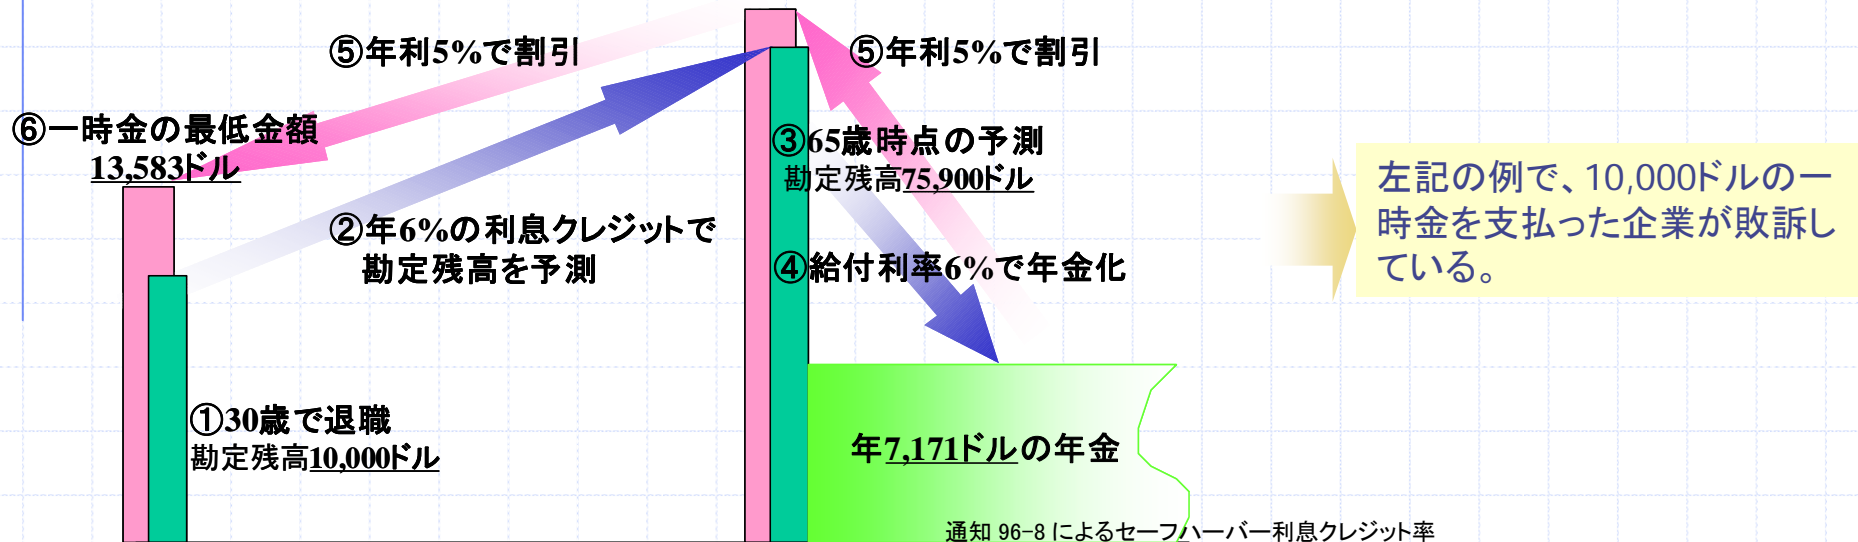 ⑤年利5%で割引
⑤年利5%で割引
⑥一時金の最低金額
13,583ドル
③65歳時点の予測
勘定残高75,900ドル
②年6%の利息クレジットで
勘定残高を予測
④給付利率6%で年金化
①30歳で退職
勘定残高10,000ドル
年7,171ドルの年金
左記の例で、10,000ドルの一
時金を支払った企業が敗訴し
ている。
通知 96-8 によるセーフハーバー利息クレジット率